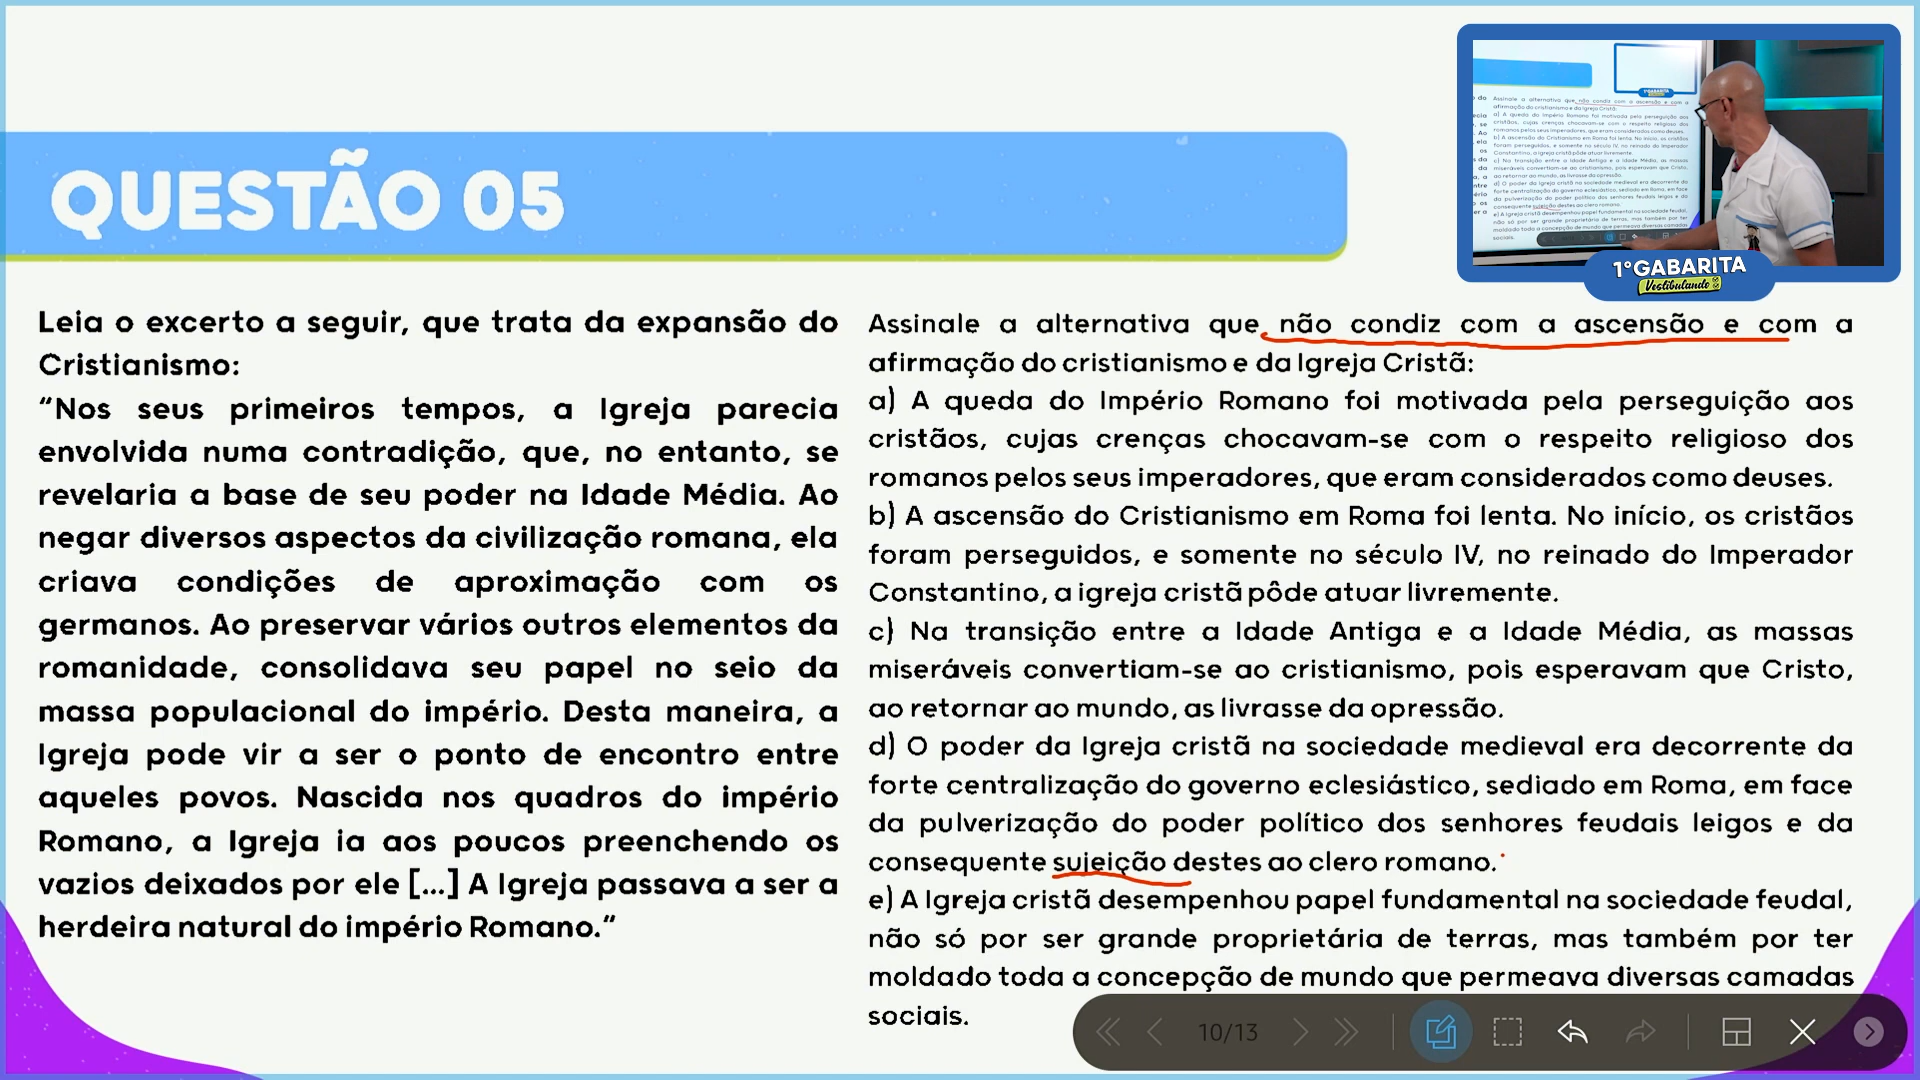 QUESTÃO 05
1ºGABARITA
Vestibulando
Leia o excerto a seguir, que trata da expansão do
Cristianismo:
“Nos seus primeiros tempos, a Igreja parecia
envolvida numa contradição, que, no entanto, se
revelaria a base de seu poder na Idade Média. Ao
negar diversos aspectos da civilização romana, ela
criava condições de aproximação com os
germanos. Ao preservar vários outros elementos da
romanidade, consolidava seu papel no seio da
massa populacional do império. Desta maneira, a
Igreja pode vir a ser o ponto de encontro entre
aqueles povos. Nascida nos quadros do império
Romano, a Igreja ia aos poucos preenchendo os
vazios deixados por ele [...] A Igreja passava a ser a
herdeira natural do império Romano.”
Assinale a alternativa que não condiz com a ascensão e com a
afirmação do cristianismo e da Igreja Cristã:
a) A queda do Império Romano foi motivada pela perseguição aos
cristãos, cujas crenças chocavam-se com o respeito religioso dos
romanos pelos seus imperadores, que eram considerados como deuses.
b) A ascensão do Cristianismo em Roma foi lenta. No início, os cristãos
foram perseguidos, e somente no século IV, no reinado do Imperador
Constantino, a igreja cristã pôde atuar livremente.
c) Na transição entre a Idade Antiga e a Idade Média, as massas
miseráveis convertiam-se ao cristianismo, pois esperavam que Cristo,
ao retornar ao mundo, as livrasse da opressão.
d) O poder da Igreja cristã na sociedade medieval era decorrente da
forte centralização do governo eclesiástico, sediado em Roma, em face
da pulverização do poder político dos senhores feudais leigos e da
consequente sujeição destes ao clero romano.
e) A Igreja cristã desempenhou papel fundamental na sociedade feudal,
não só por ser grande proprietária de terras, mas também por ter
moldado toda a concepção de mundo que permeava diversas camadas
sociais.
10/13